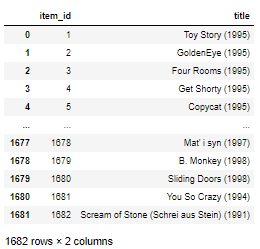 item_id title
0 1 Toy Story (1995)
1 2 GoldenEye (1995)
2 3 Four Rooms (1995)
3 4 Get Shorty (1995)
4 5 Copycat (1995)
... ... ...
1677 1678 Mat' i syn (1997)
1678 1679 B. Monkey (1998)
1679 1680 Sliding Doors (1998)
1680 1681 You So Crazy (1994)
1681 1682 Scream of Stone (Schrei aus Stein) (1991)
1682 rows × 2 columns